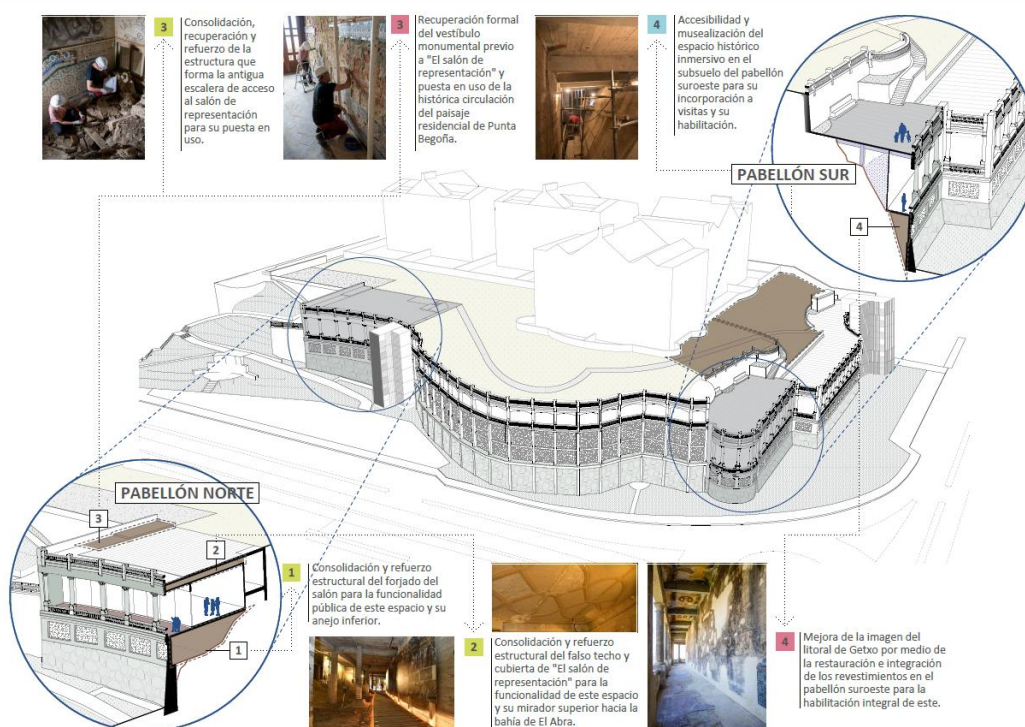 3
Consolidación,
recuperación y
refuerzo de la
estructura que
forma la antigua
escalera de acceso
al salón de
representación
para su puesta en
uso.
3
Recuperación formal
del vestíbulo
monumental previo
a "El salón de
representación" y
puesta en uso de la
histórica circulación
del paisaje
residencial de Punta
Begoña.
4
Accesibilidad y
musealización del
espacio histórico
inmersivo en el
subsuelo del pabellón
suroeste para su
incorporación a
visitas y su
habilitación.
PABELLÓN SUR
4
PABELLÓN NORTE
3
2
1
1
Consolidación y refuerzo
estructural del forjado del
salón para la funcionalidad
pública de este espacio y su
anejo inferior.
2
Consolidación y refuerzo
estructural del falso techo y
cubierta de "El salón de
representación" para la
funcionalidad de este espacio
y su mirador superior hacia la
bahía de El Abra.
4
Mejora de la imagen del
litoral de Getxo por medio de
la restauración e integración
de los revestimientos en el
pabellón suroeste para la
habilitación integral de este.